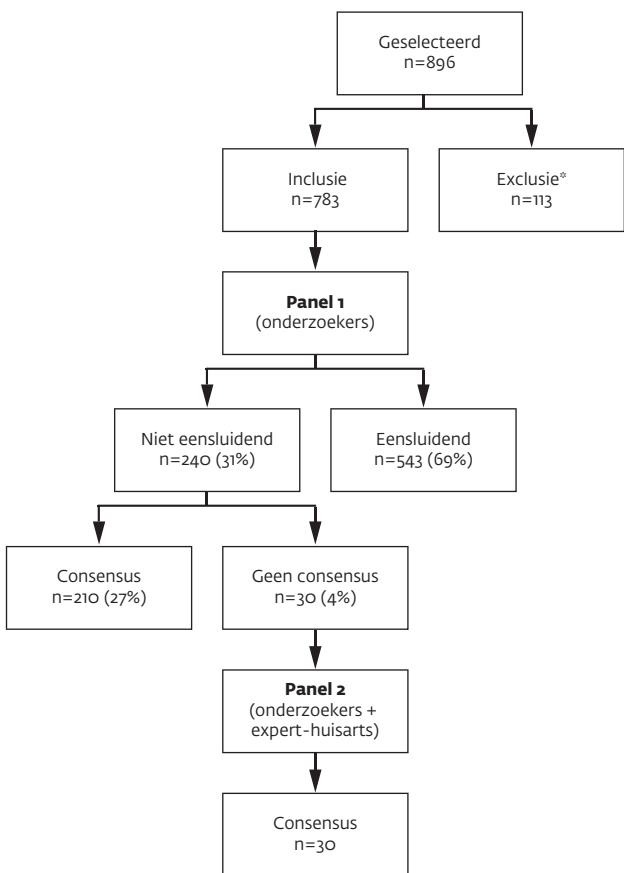 Geselecteerd
n=896
Inclusie
n=783
Exclusie*
n=113
Panel 1
(onderzoekers)
Niet eensluidend
n=240 (31%)
Eensluidend
n=543 (69%)
Consensus
n=210 (27%)
Geen consensus
n=30 (4%)
Panel 2
(onderzoekers +
expert-huisarts)
Consensus
n=30